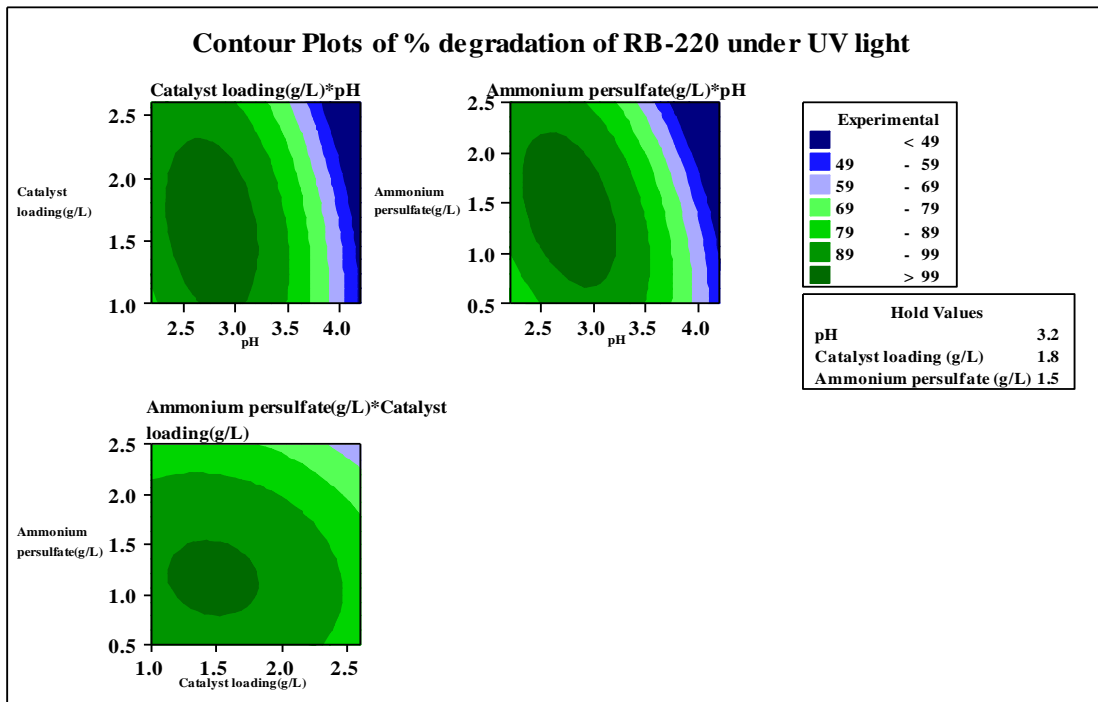 Contour Plots of % degradation of RB-220 under UV light
Catalyst loading(g/L)*pH
2.5
2.0
1.5
1.0
Catalyst
loading(g/L)
2.5 3.0 3.5 4.0
pH
Ammonium persulfate(g/L)*pH
2.5
2.0
1.5
1.0
0.5
Ammonium
persulfate(g/L)
2.5 3.0 3.5 4.0
pH
Experimental
< 49
49 - 59
59 - 69
69 - 79
79 - 89
89 - 99
> 99
Hold Values
pH 3.2
Catalyst loading (g/L) 1.8
Ammonium persulfate (g/L) 1.5
Ammonium persulfate(g/L)*Catalyst
loading(g/L)
2.5
2.0
1.5
1.0
0.5
Ammonium
persulfate(g/L)
1.0 1.5 2.0 2.5
Catalyst loading(g/L)